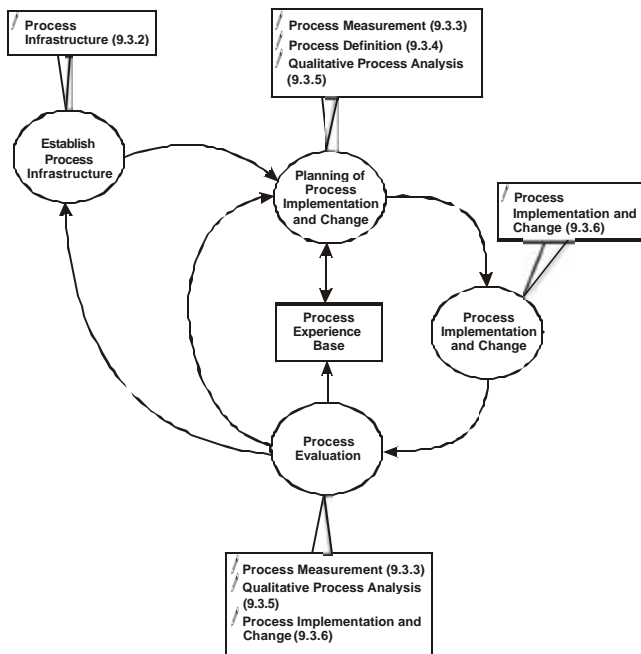 Process
Infrastructure (9.3.2)
Process Measurement (9.3.3)
Process Definition (9.3.4)
Qualitative Process Analysis
(9.3.5)
Establish
Process
Infrastructure
Planning of
Process
Implementation
and Change
Process
Implementation and
Change (9.3.6)
Process
Experience
Base
Process
Implementation
and Change
Process
Evaluation
Process Measurement (9.3.3)
Qualitative Process Analysis
(9.3.5)
Process Implementation and
Change (9.3.6)